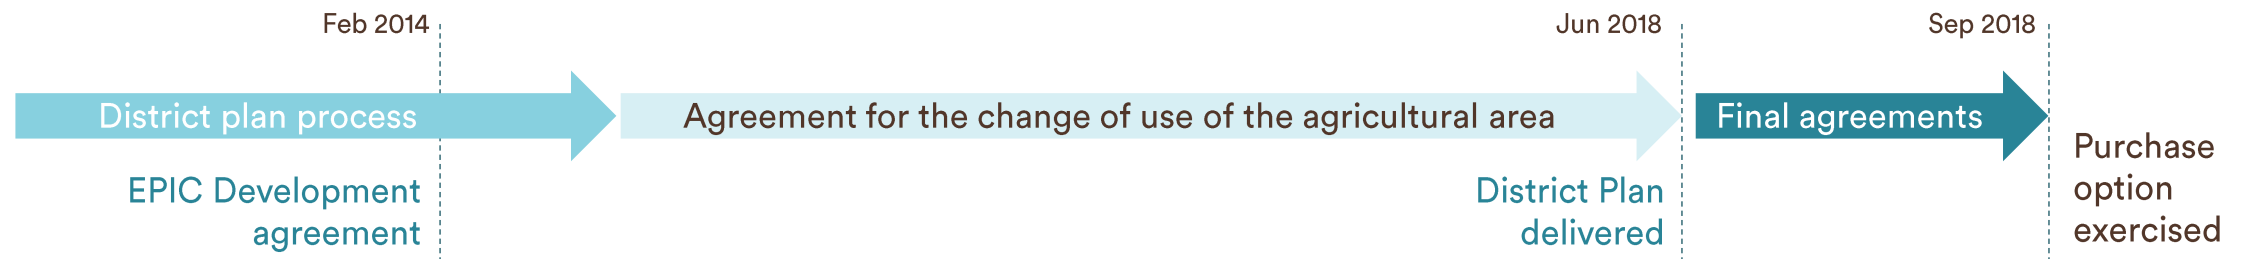 Feb 2014
Jun 2018
Sep 2018
District plan process
Agreement for the change of use of the agricultural area
Final agreements
EPIC Development
agreement
District Plan
delivered
Purchase
option
exercised